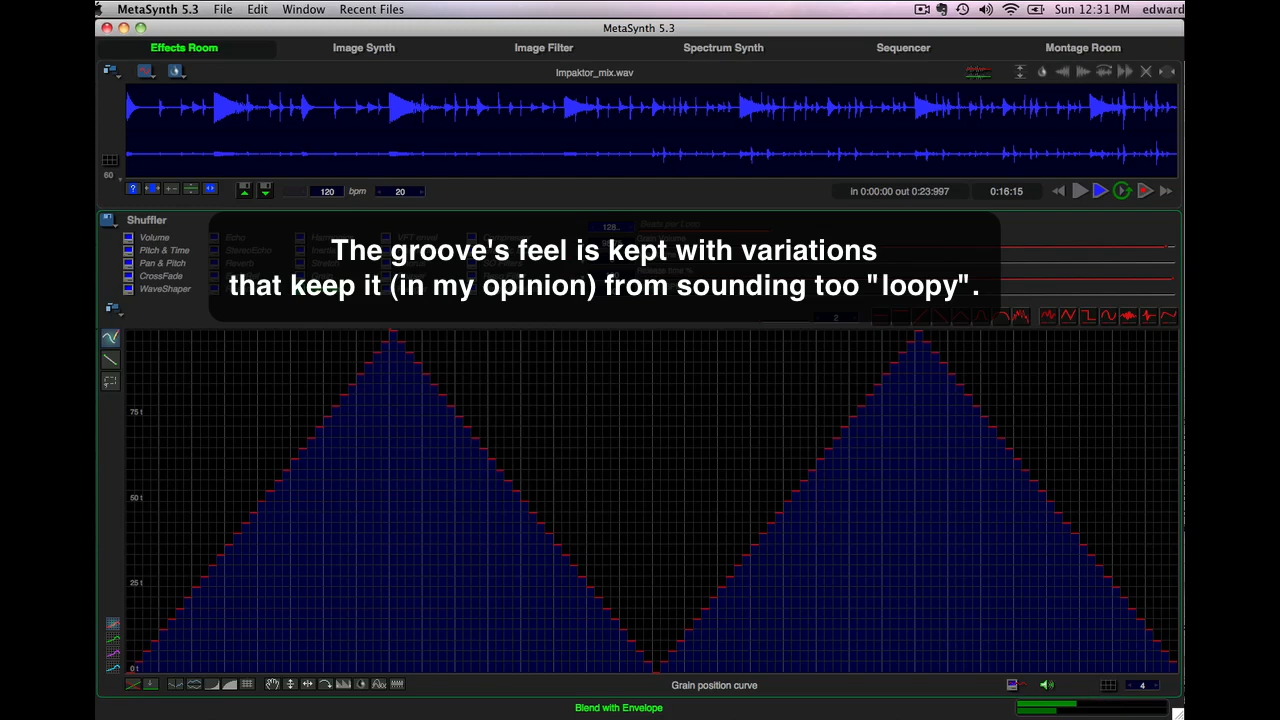 MetaSynth 5.3 File Edit Window Recent Files Sun 12:31 PM edward
MetaSynth 5.3
Effects Room Image Synth Image Filter Spectrum Synth Sequencer Montage Room
Impaktor_mix.wav
60
120 bpm 20 in 0:00:00 out 0:23:997 0:16:15
Shuffler
Volume Echo
Pitch & Time StereoEcho
Pan & Pitch
CrossFade
WaveShaper
128..
The groove's feel is kept with variations
that keep it (in my opinion) from sounding too "loopy".
2
75 t
50 t
25 t
0 t
Grain position curve 4
Blend with Envelope